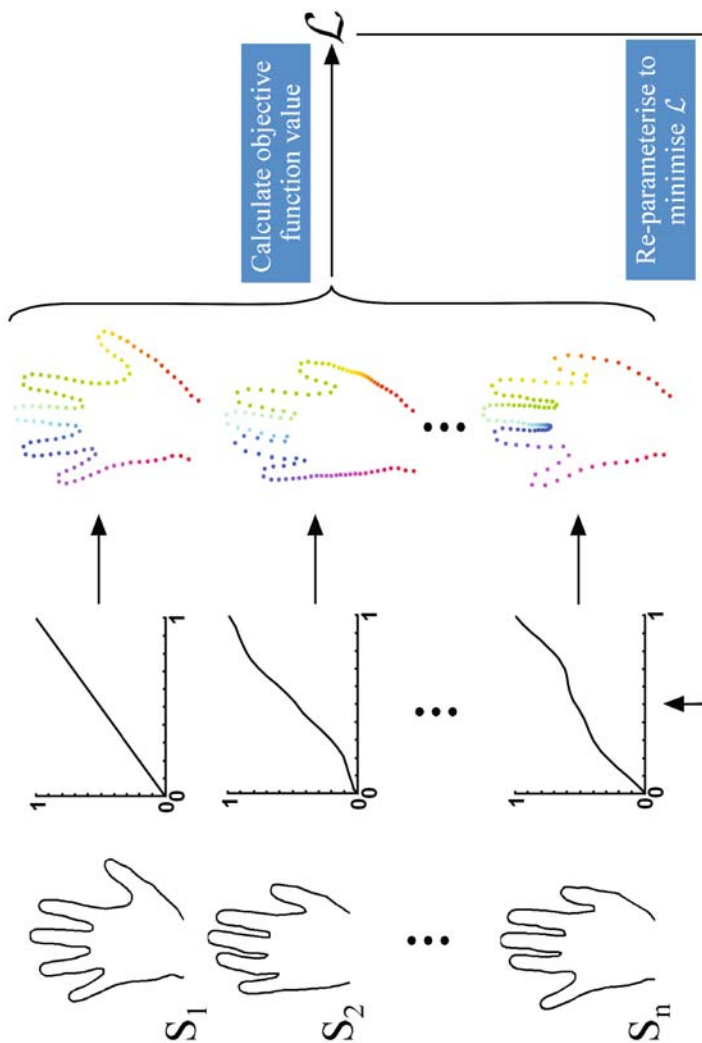 S1
S2
Sn
1
0
0
1
1
0
0
1
1
0
0
1
Calculate objective
function value
ℒ
Re-parameterise to
minimise ℒ